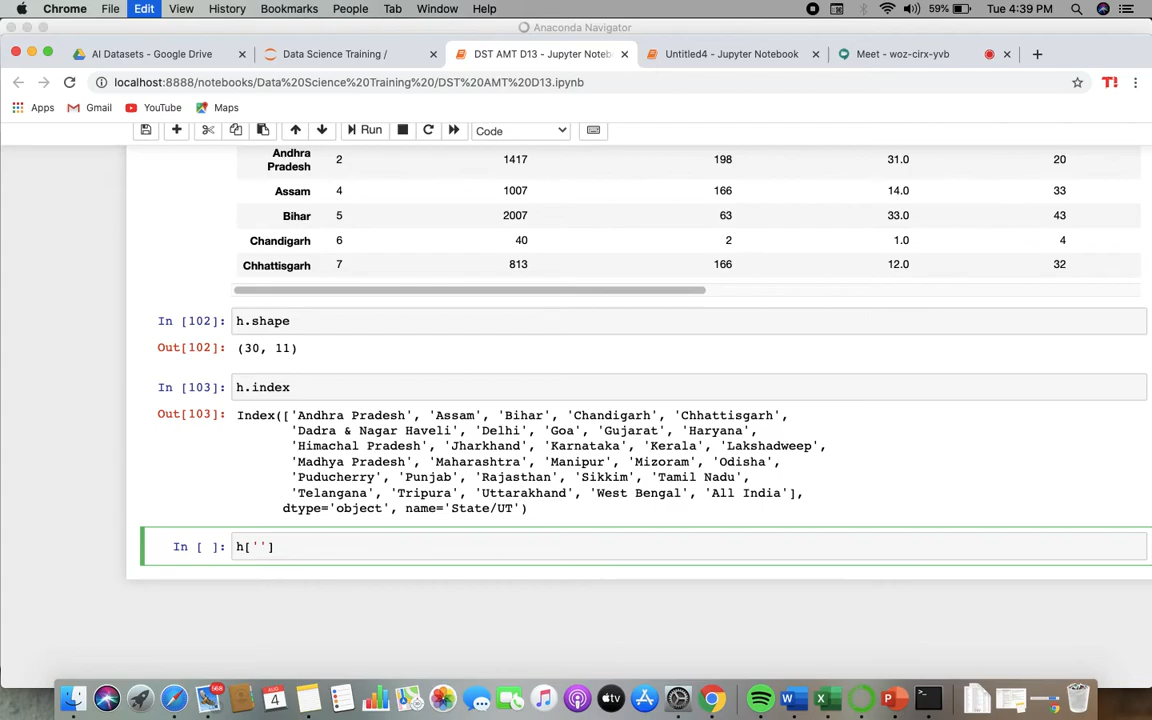 Chrome File Edit View History Bookmarks People Tab Window Help 59% Tue 4:39 PM
Anaconda Navigator
AI Datasets - Google Drive Data Science Training / DST AMT D13 - Jupyter Noteb Untitled4 - Jupyter Notebook Meet - woz-cirx-yvb
localhost:8888/notebooks/Data%20Science%20Training%20/DST%20AMT%20D13.ipynb T!
Apps Gmail YouTube Maps
Run Code
Andhra
Pradesh 2 1417 198 31.0 20
Assam 4 1007 166 14.0 33
Bihar 5 2007 63 33.0 43
Chandigarh 6 40 2 1.0 4
Chhattisgarh 7 813 166 12.0 32
In [102]: h.shape
Out[102]: (30, 11)
In [103]: h.index
Out[103]: Index(['Andhra Pradesh', 'Assam', 'Bihar', 'Chandigarh', 'Chhattisgarh',
'Dadra & Nagar Haveli', 'Delhi', 'Goa', 'Gujarat', 'Haryana',
'Himachal Pradesh', 'Jharkhand', 'Karnataka', 'Kerala', 'Lakshadweep',
'Madhya Pradesh', 'Maharashtra', 'Manipur', 'Mizoram', 'Odisha',
'Puducherry', 'Punjab', 'Rajasthan', 'Sikkim', 'Tamil Nadu',
'Telangana', 'Tripura', 'Uttarakhand', 'West Bengal', 'All India'],
dtype='object', name='State/UT')
In [ ]: h['']
568
AUG
4
tv